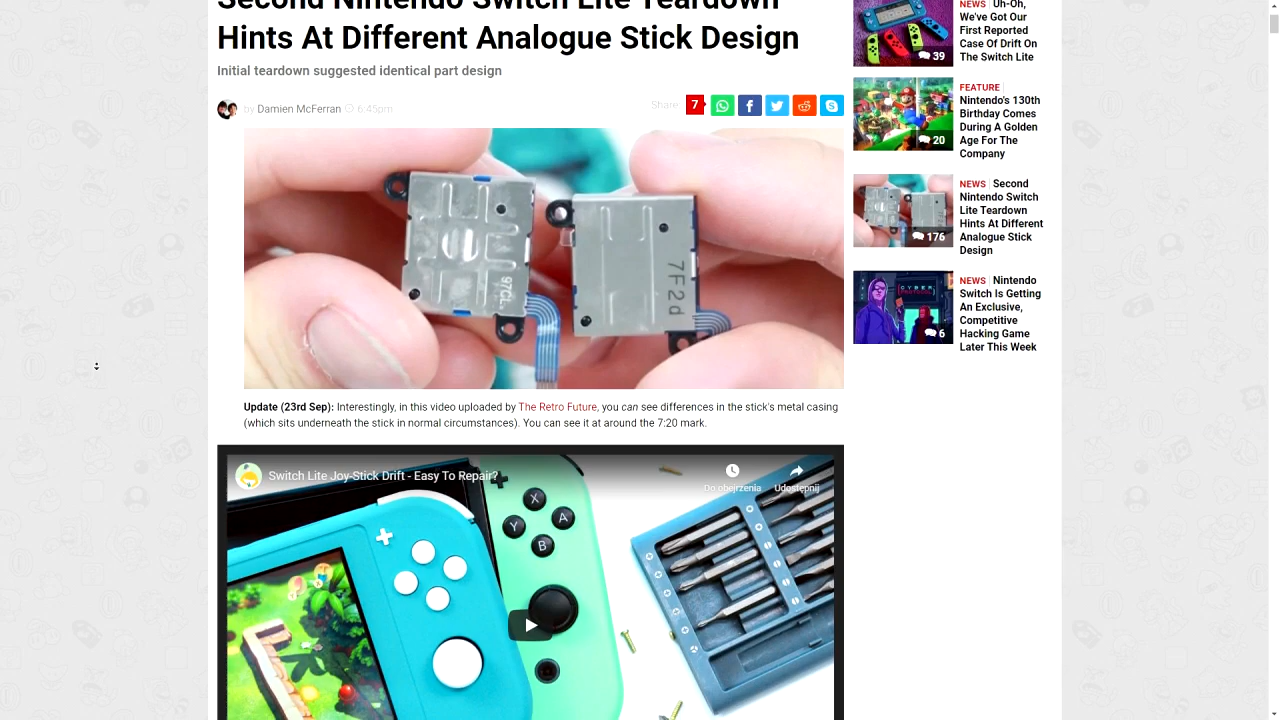 Second Nintendo Switch Lite Teardown
Hints At Different Analogue Stick Design
Initial teardown suggested identical part design
by Damien McFerran 6:45pm
Share: 7
97CL
7F2d
Update (23rd Sep): Interestingly, in this video uploaded by The Retro Future, you can see differences in the stick's metal casing
(which sits underneath the stick in normal circumstances). You can see it at around the 7:20 mark.
Switch Lite Joy-Stick Drift - Easy To Repair?
Do obejrzenia
Udostępnij
X
Y
A
B
NEWS Uh-Oh,
We've Got Our
First Reported
Case Of Drift On
The Switch Lite
39
FEATURE
Nintendo's 130th
Birthday Comes
During A Golden
Age For The
Company
20
NEWS Second
Nintendo Switch
Lite Teardown
Hints At Different
Analogue Stick
Design
176
NEWS Nintendo
Switch Is Getting
An Exclusive,
Competitive
Hacking Game
Later This Week
CYBER
6